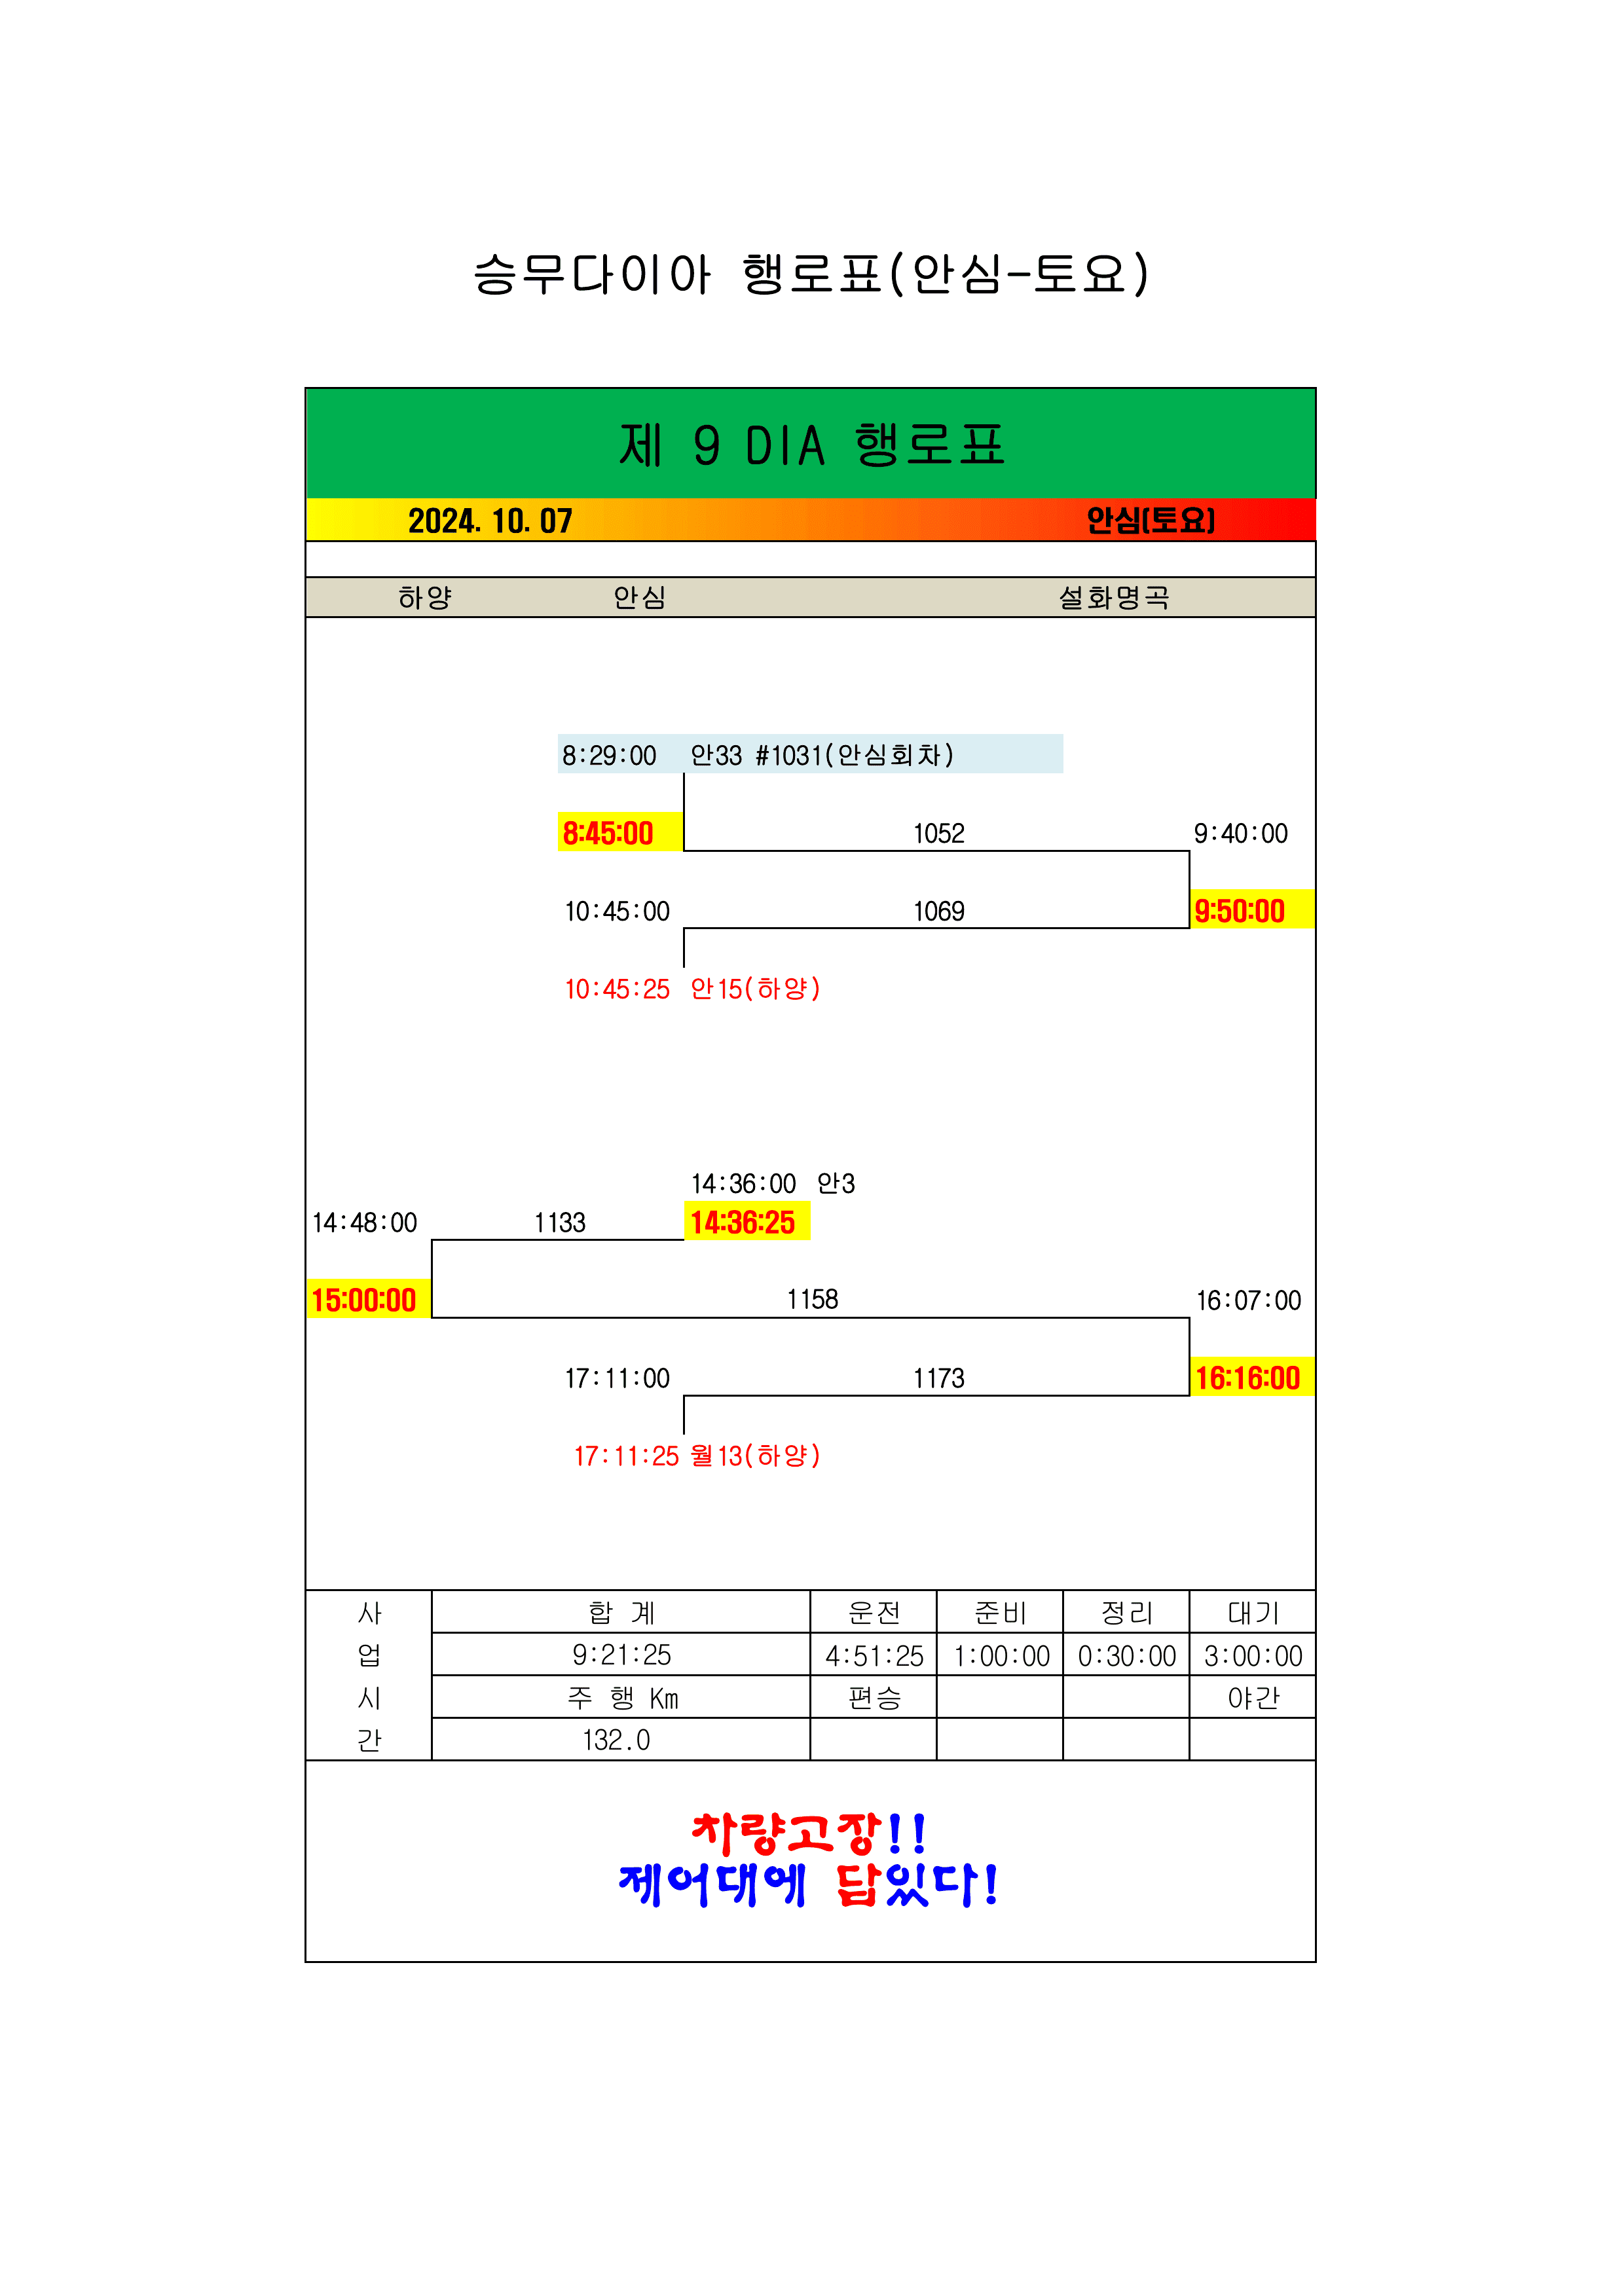 승무다이아 행로표(안심-토요)
제 9 DIA 행로표
2024. 10. 07 안심(토요)
하양 안심 설화명곡
8:29:00 안33 #1031(안심회차)
8:45:00 1052 9:40:00
10:45:00 1069 9:50:00
10:45:25 안15(하양)
14:36:00 안3
14:48:00 1133 14:36:25
15:00:00 1158 16:07:00
17:11:00 1173 16:16:00
17:11:25 월13(하양)
사 합 계 운전 준비 정리 대기
업 9:21:25 4:51:25 1:00:00 0:30:00 3:00:00
시 주 행 Km 편승 야간
간 132.0
차량고장!!
제어대에 답있다!